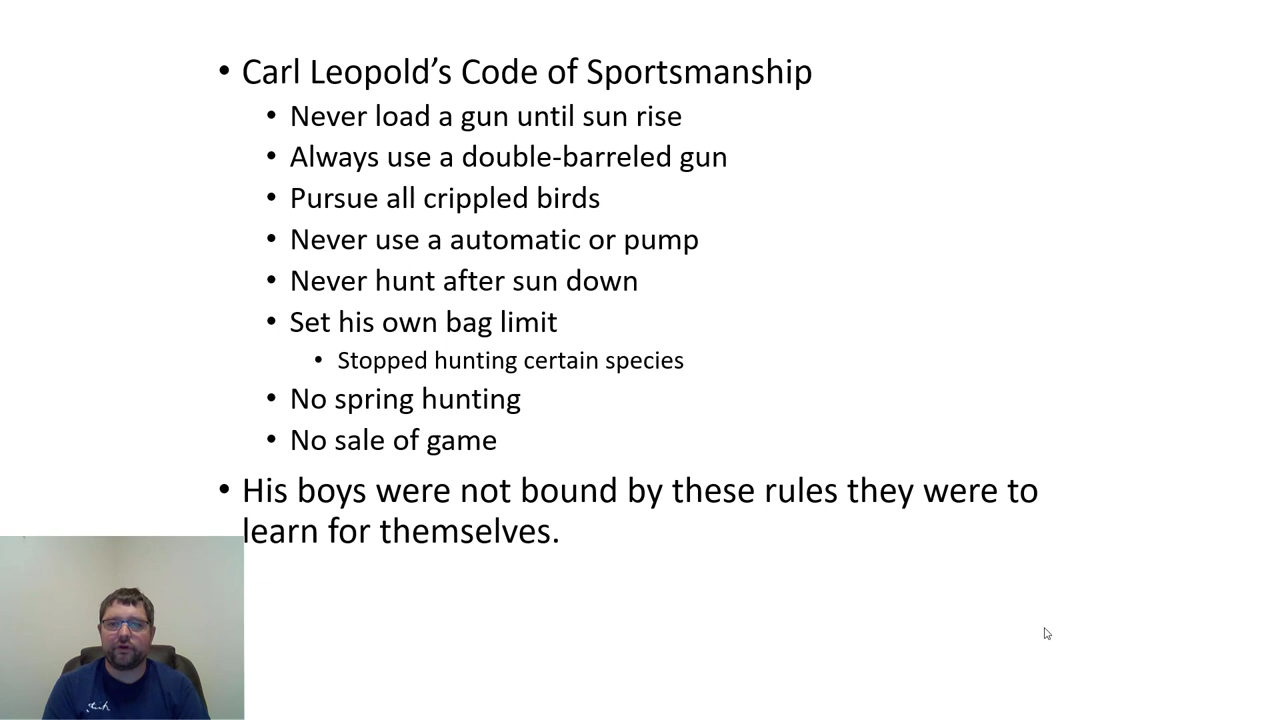 • Carl Leopold’s Code of Sportsmanship
• Never load a gun until sun rise
• Always use a double-barreled gun
• Pursue all crippled birds
• Never use a automatic or pump
• Never hunt after sun down
• Set his own bag limit
• Stopped hunting certain species
• No spring hunting
• No sale of game
• His boys were not bound by these rules they were to
learn for themselves.